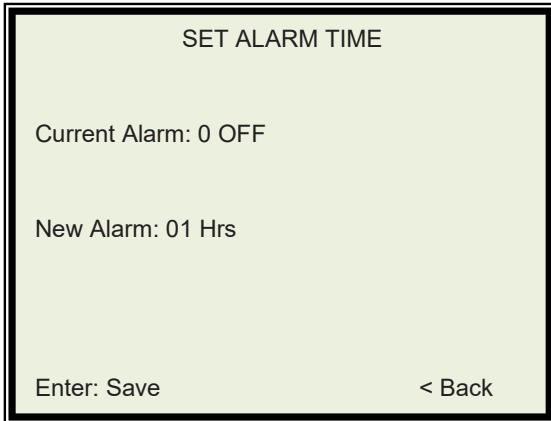 SET ALARM TIME
Current Alarm: 0 OFF
New Alarm: 01 Hrs
Enter: Save < Back